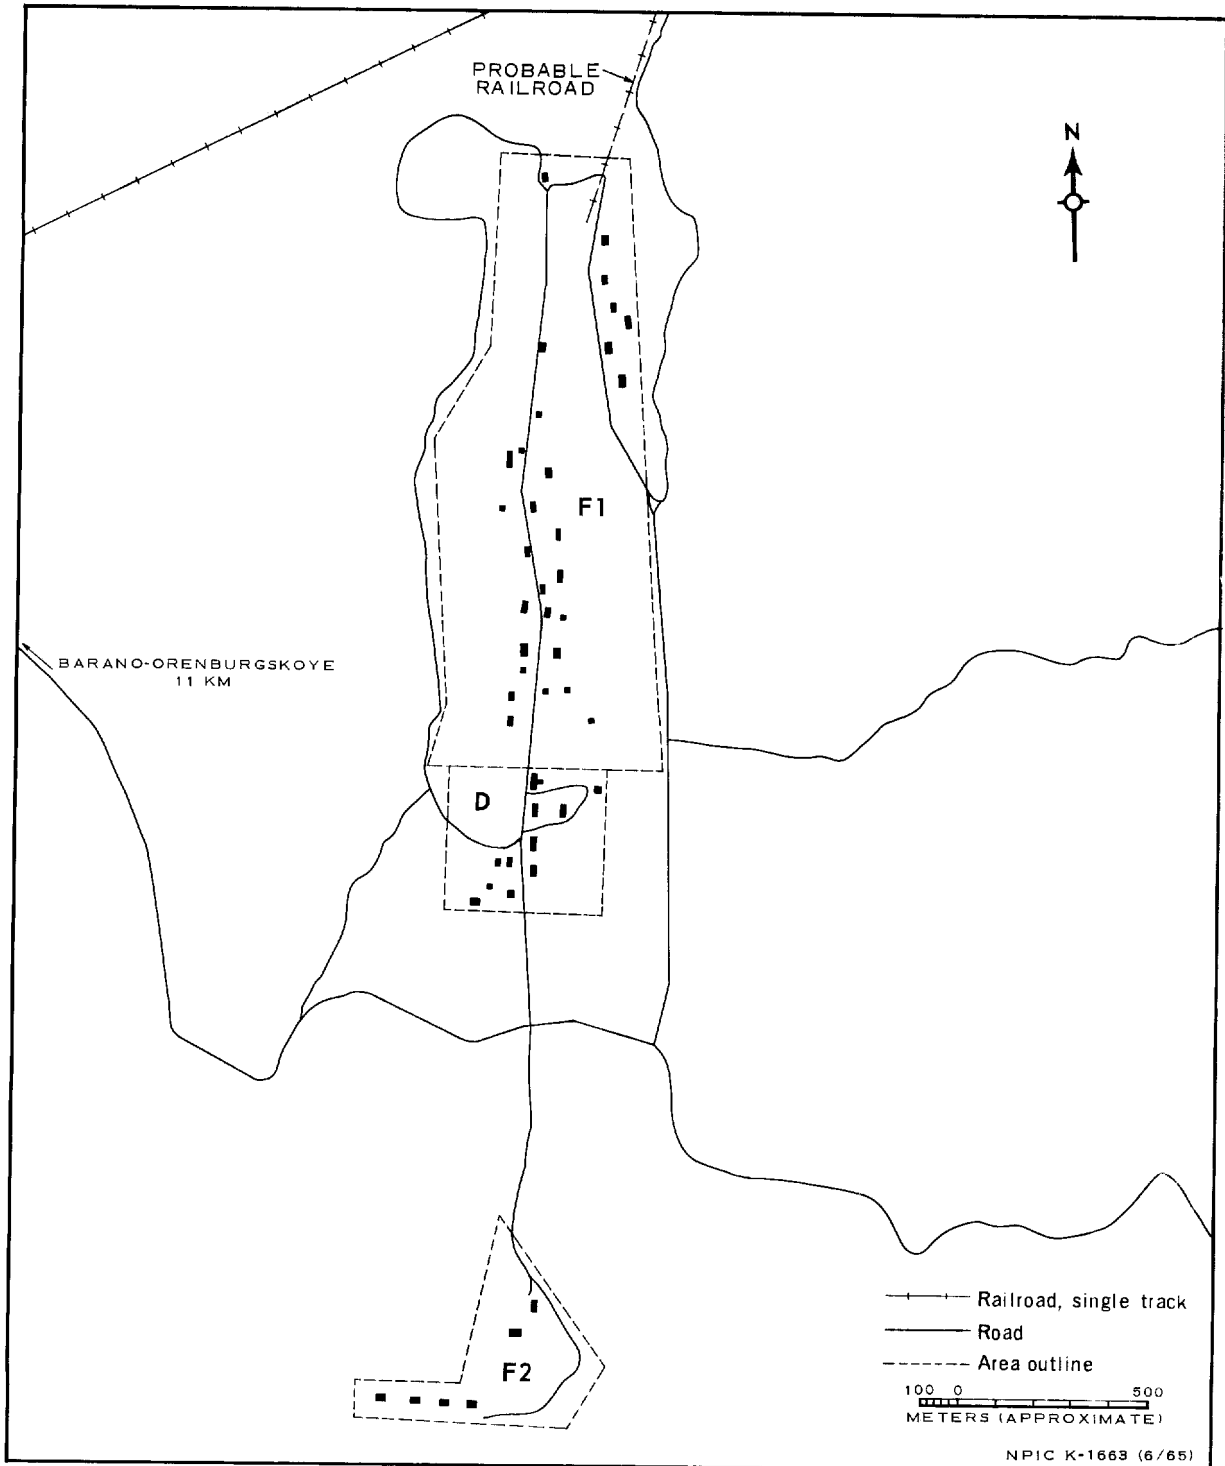 PROBABLE
RAILROAD
N
F1
BARANO-ORENBURGSKOYE
11 KM
D
F2
Railroad, single track
Road
Area outline
100 0 500
METERS (APPROXIMATE)
NPIC K-1663 (6/65)